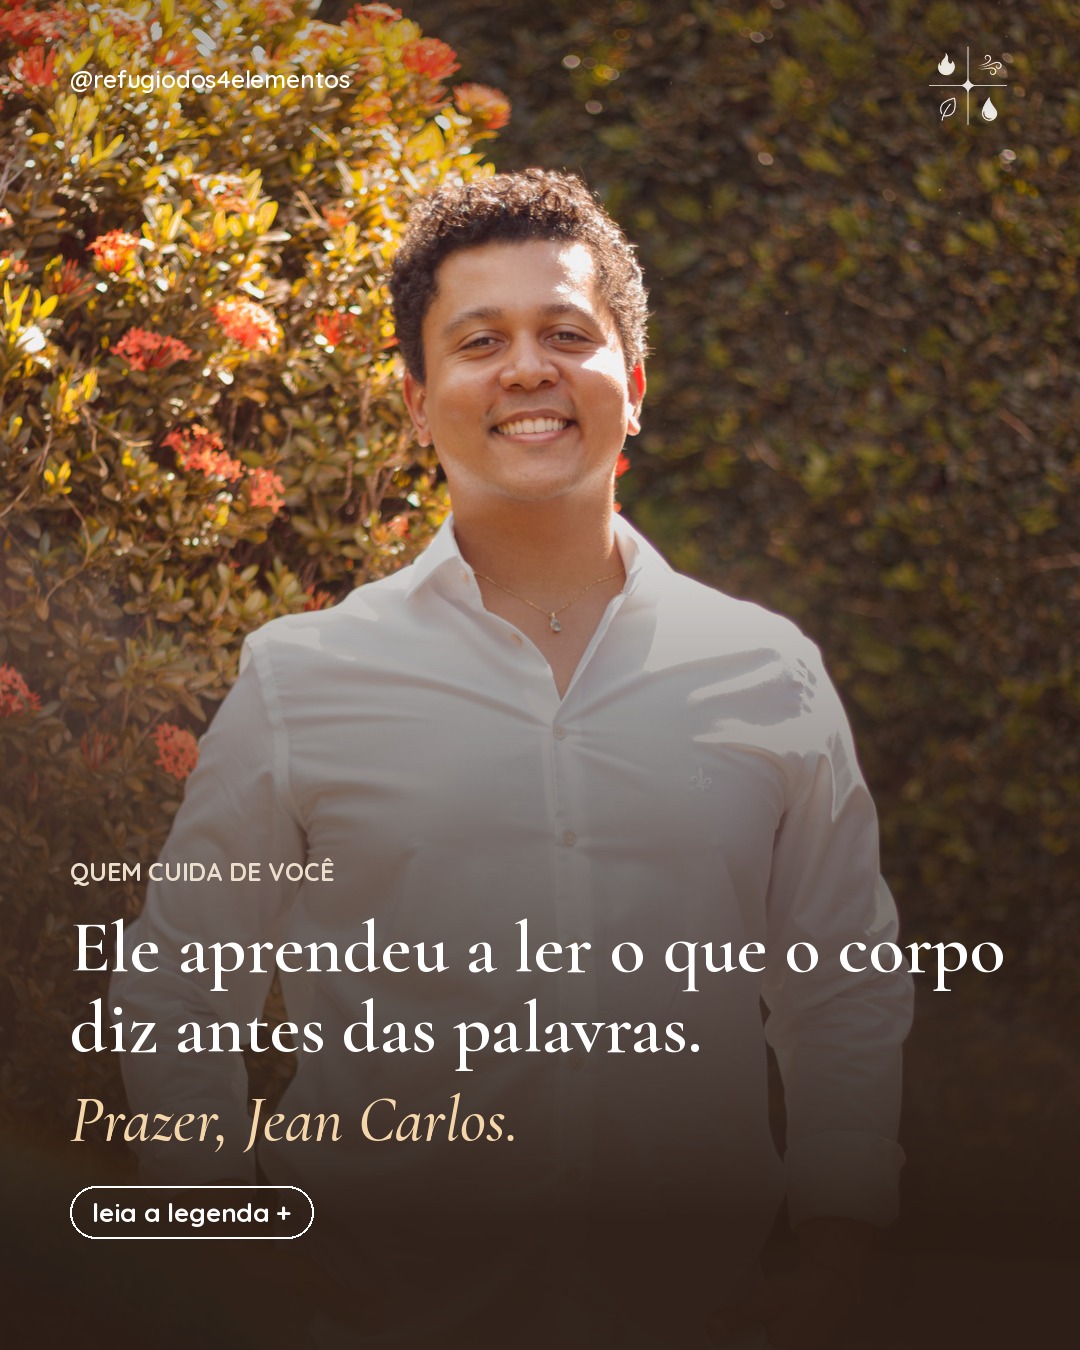 @refugiodos4elementos
QUEM CUIDA DE VOCÊ
Ele aprendeu a ler o que o corpo
diz antes das palavras.
Prazer, Jean Carlos.
leia a legenda +